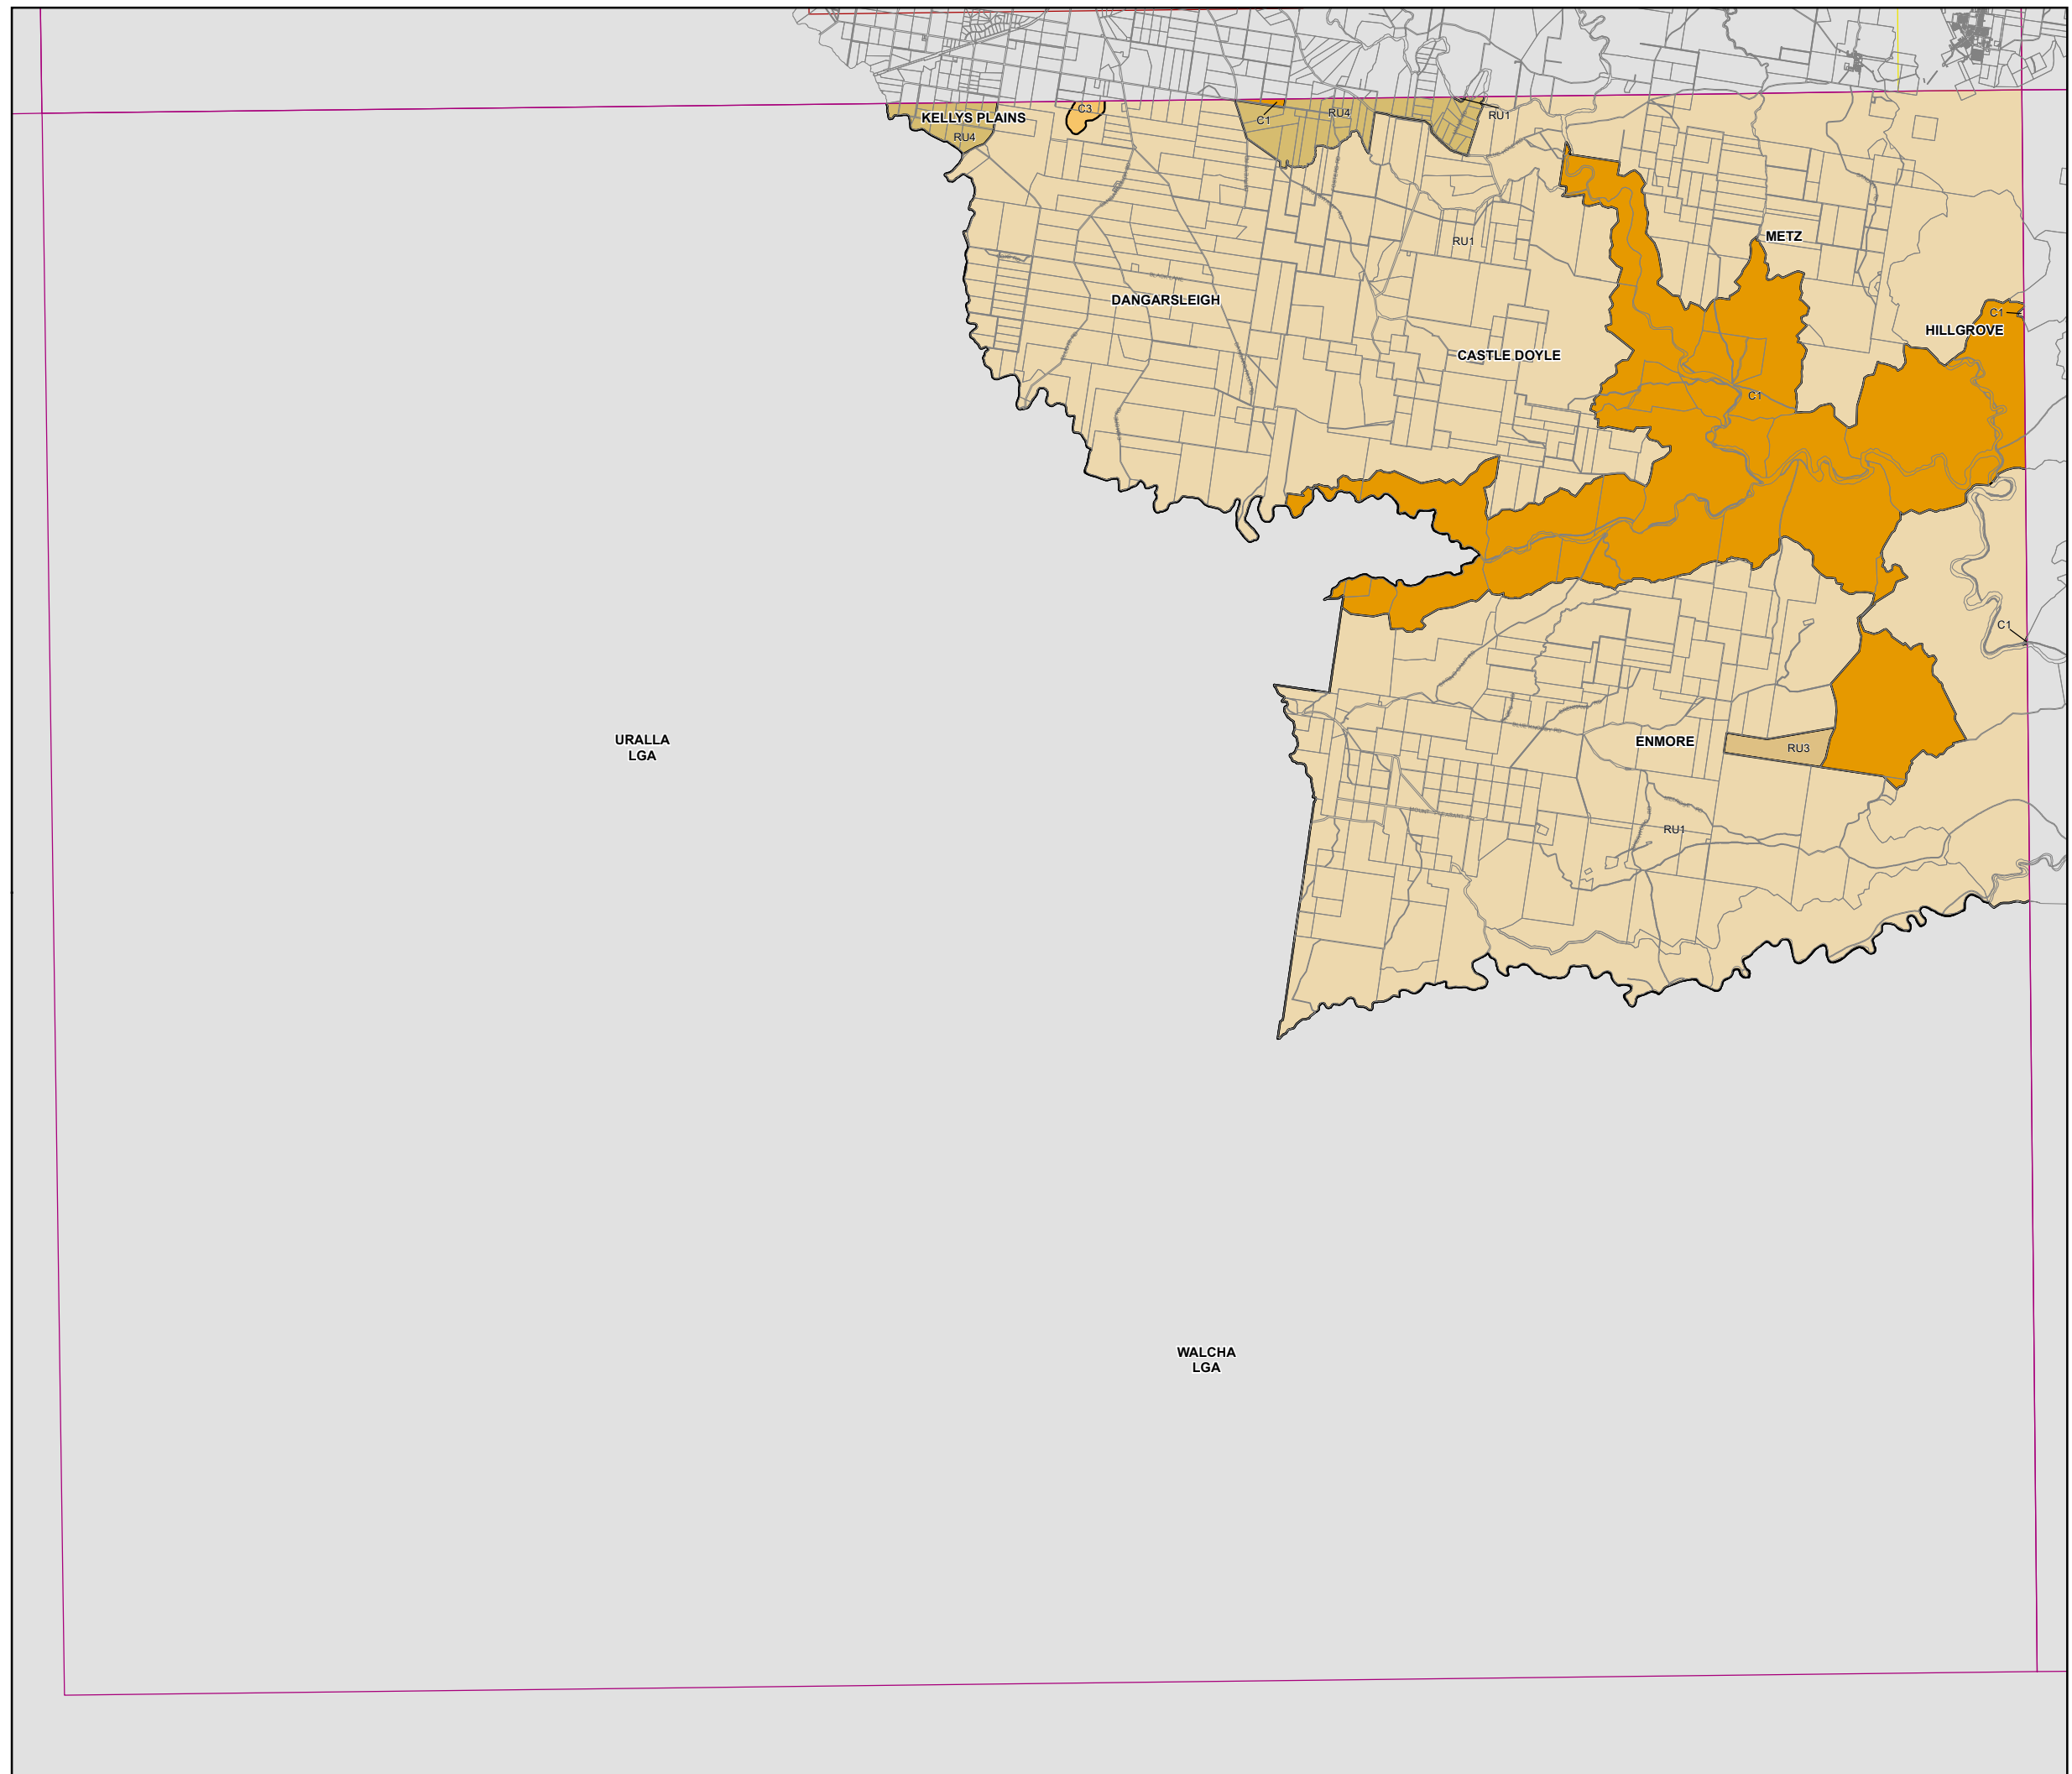 C3
KELLYS PLAINS
RU4
C1
RU4
RU1
METZ
RU1
DANGARSLEIGH
C1
HILLGROVE
CASTLE DOYLE
C1
C1
URALLA
LGA
ENMORE
RU3
RU1
WALCHA
LGA